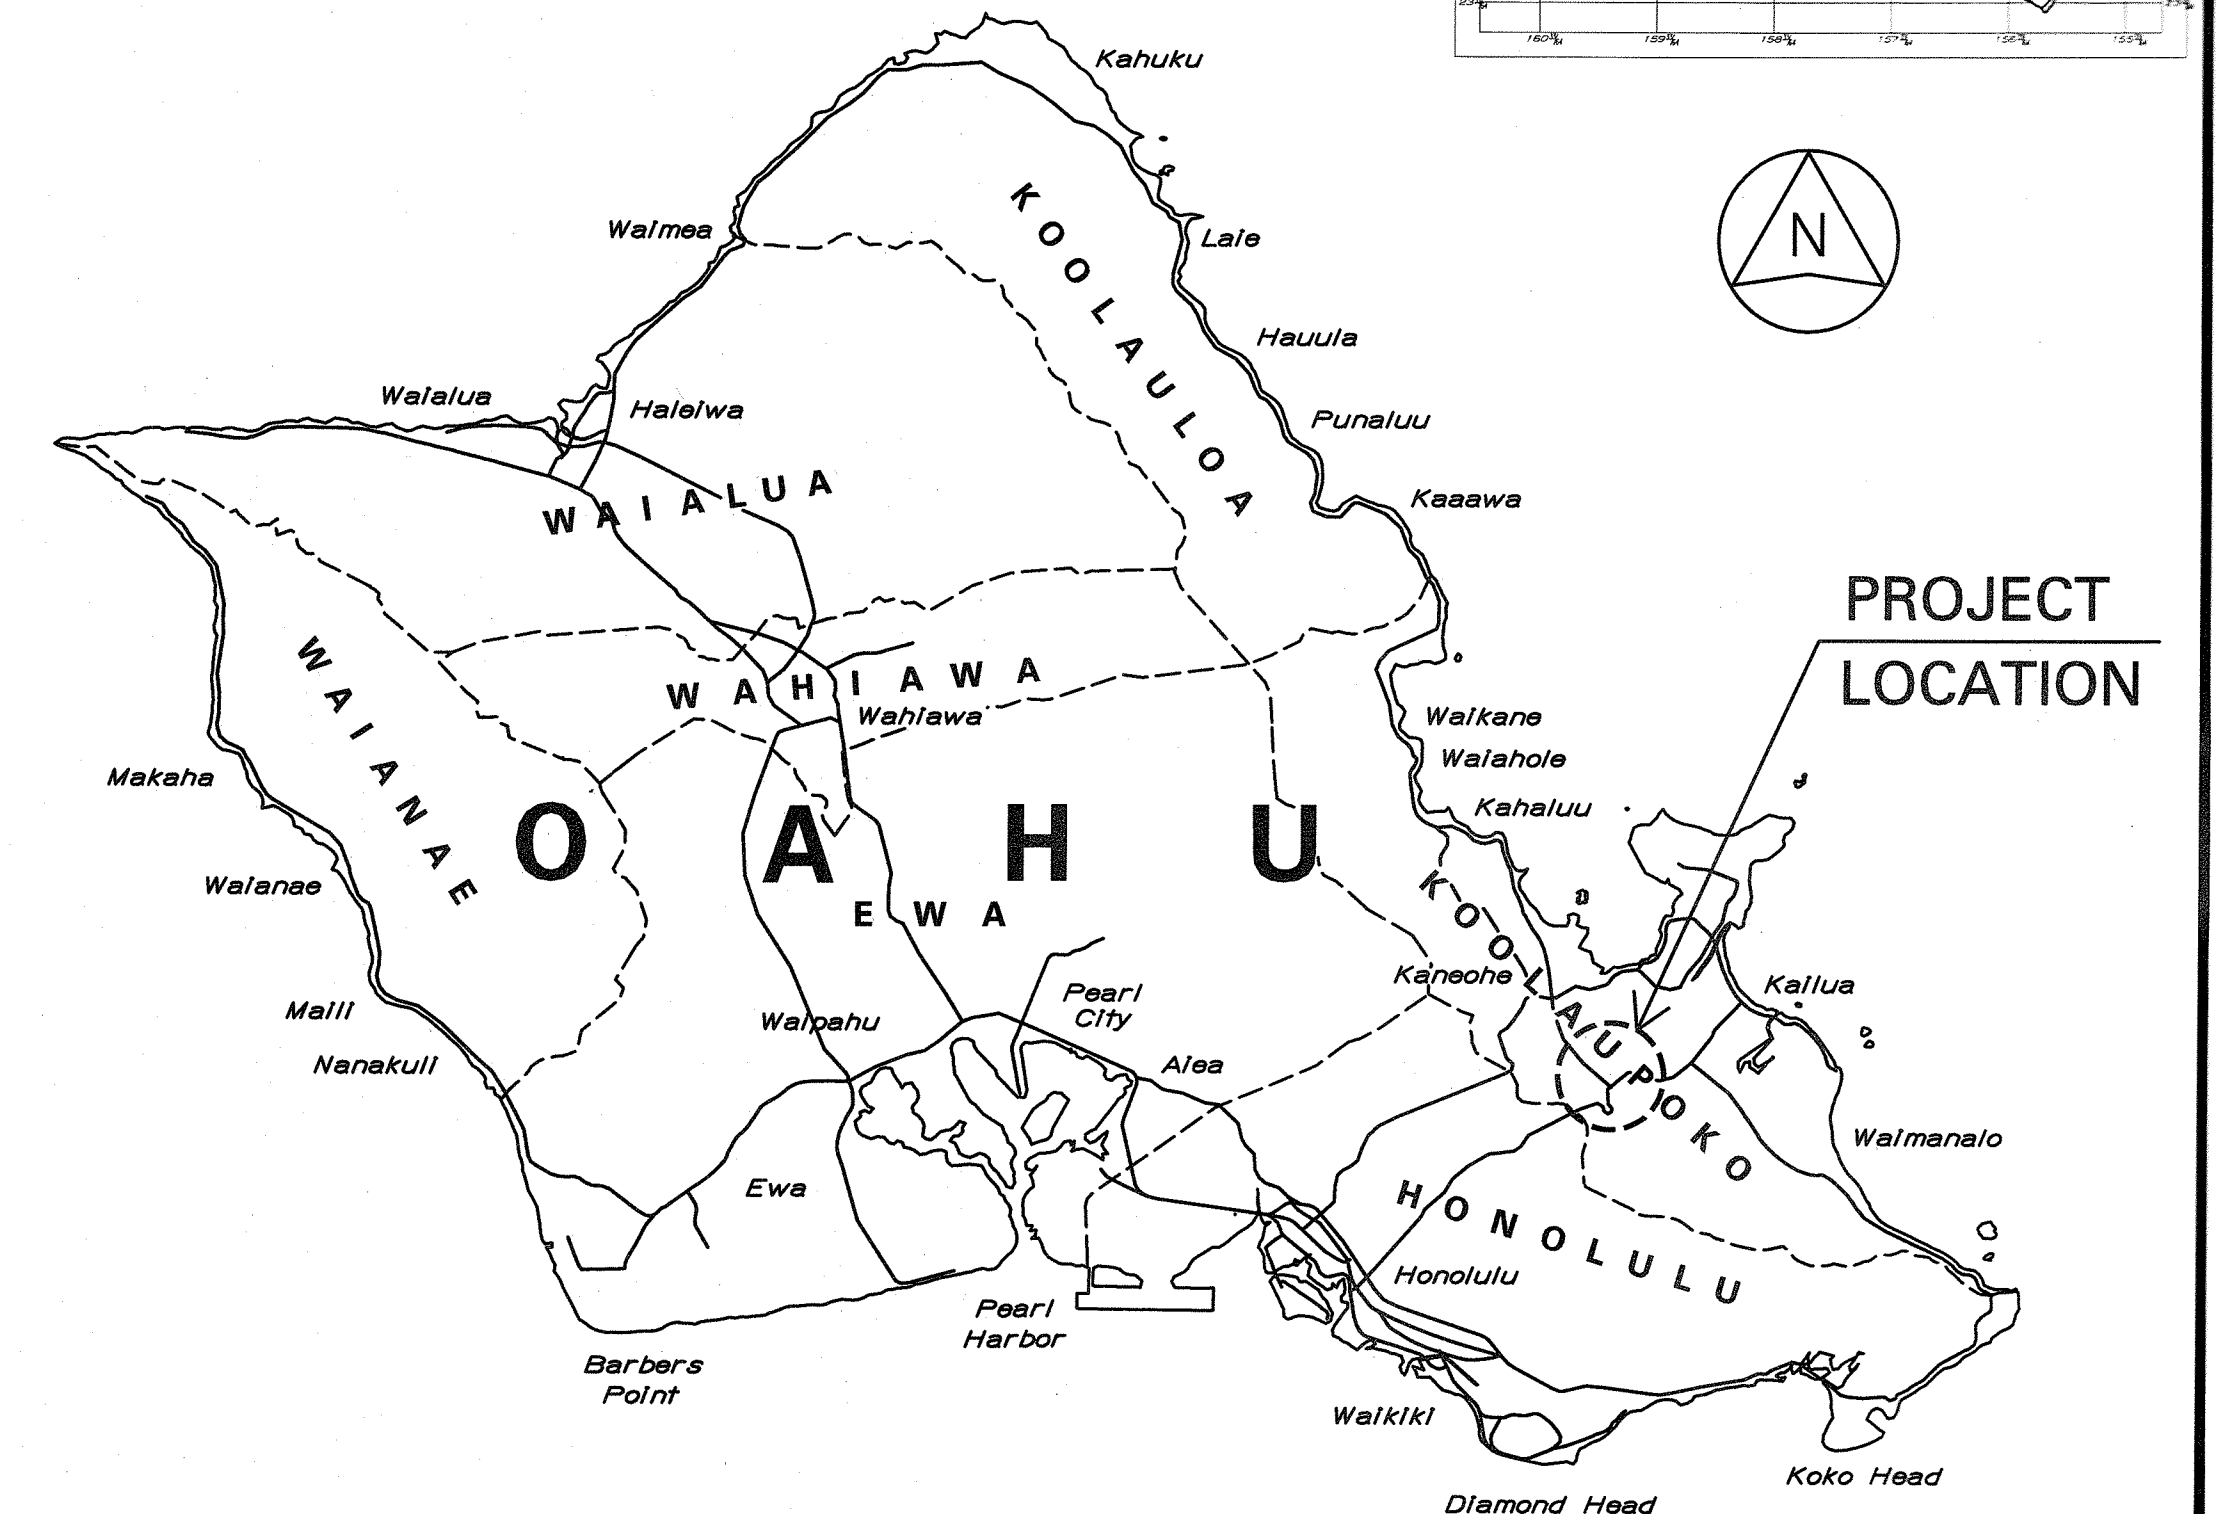 Kahuku
N
KOOLAULOA
Waimea
Laie
Hauula
Waialua
Haleiwa
Punaluu
WAIALUA
Kaaawa
PROJECT
LOCATION
WAIANAE
WAHIAWA
Wahiawa
Waikane
Waiahole
Makaha
Kahaluu
OAHU
Waianae
EWA
KOOLAUPOKO
Kaneohe
Kailua
Maili
Waipahu
Pearl
City
Nanakuli
Aiea
Waimanalo
Ewa
HONOLULU
Honolulu
Pearl
Harbor
Barbers
Point
Waikiki
Koko Head
Diamond Head